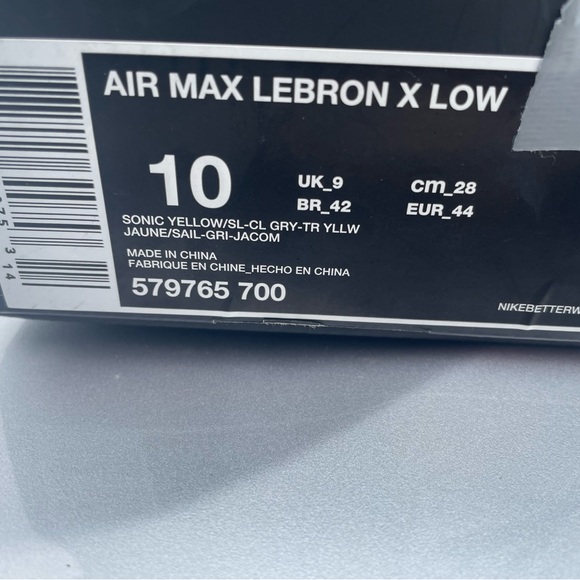 AIR MAX LEBRON X LOW
10
UK_9 cm_28
BR_42 EUR_44
SONIC YELLOW/SL-CL GRY-TR YLLW
JAUNE/SAIL-GRI-JACOM
MADE IN CHINA
FABRIQUE EN CHINE_HECHO EN CHINA
579765 700
NIKEBETTERW